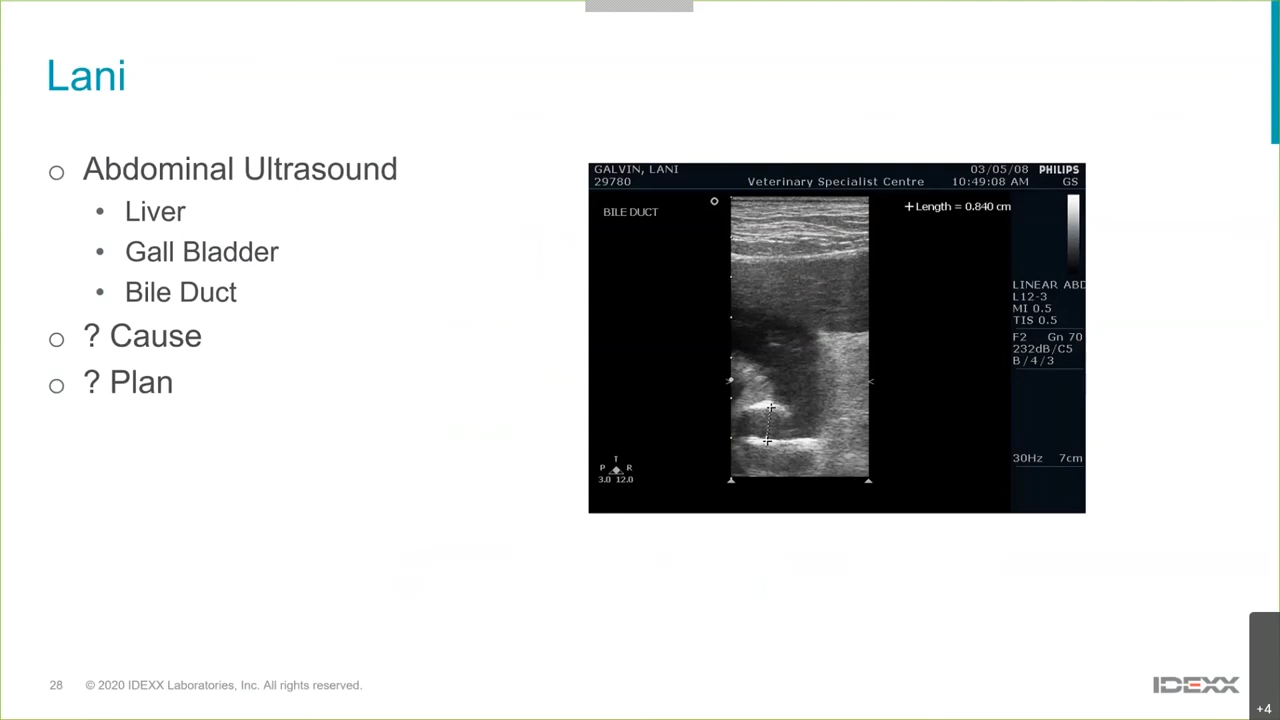 Lani
Abdominal Ultrasound
Liver
Gall Bladder
Bile Duct
? Cause
? Plan
GALVIN, LANI
29780
Veterinary Specialist Centre
03/05/08
10:49:08 AM
PHILIPS
GS
BILE DUCT
+Length = 0.840 cm
LINEAR ABD
L12-3
MI 0.5
TIS 0.5
F2 Gn 70
232dB/C5
B/4/3
30Hz 7cm
T
P R
3.0 12.0
28 © 2020 IDEXX Laboratories, Inc. All rights reserved.
IDEXX
+4